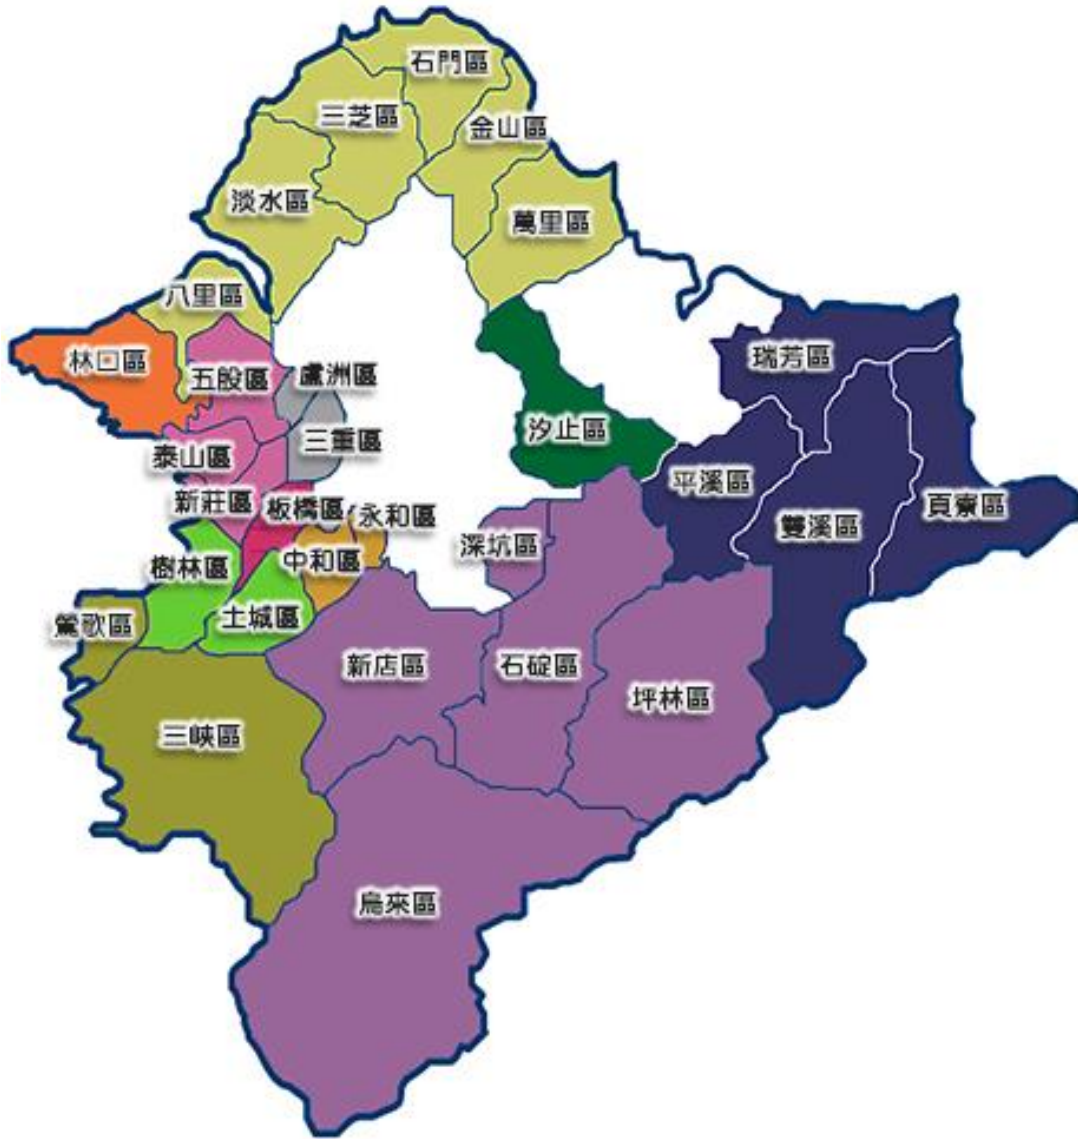 石門區
三芝區
金山區
淡水區
萬里區
八里區
林口區
五股區
蘆洲區
瑞芳區
三重區
汐止區
泰山區
平溪區
新莊區
板橋區
永和區
雙溪區
頁寮區
深坑區
樹林區
中和區
鶯歌區
土城區
新店區
石碇區
坪林區
三峽區
烏來區